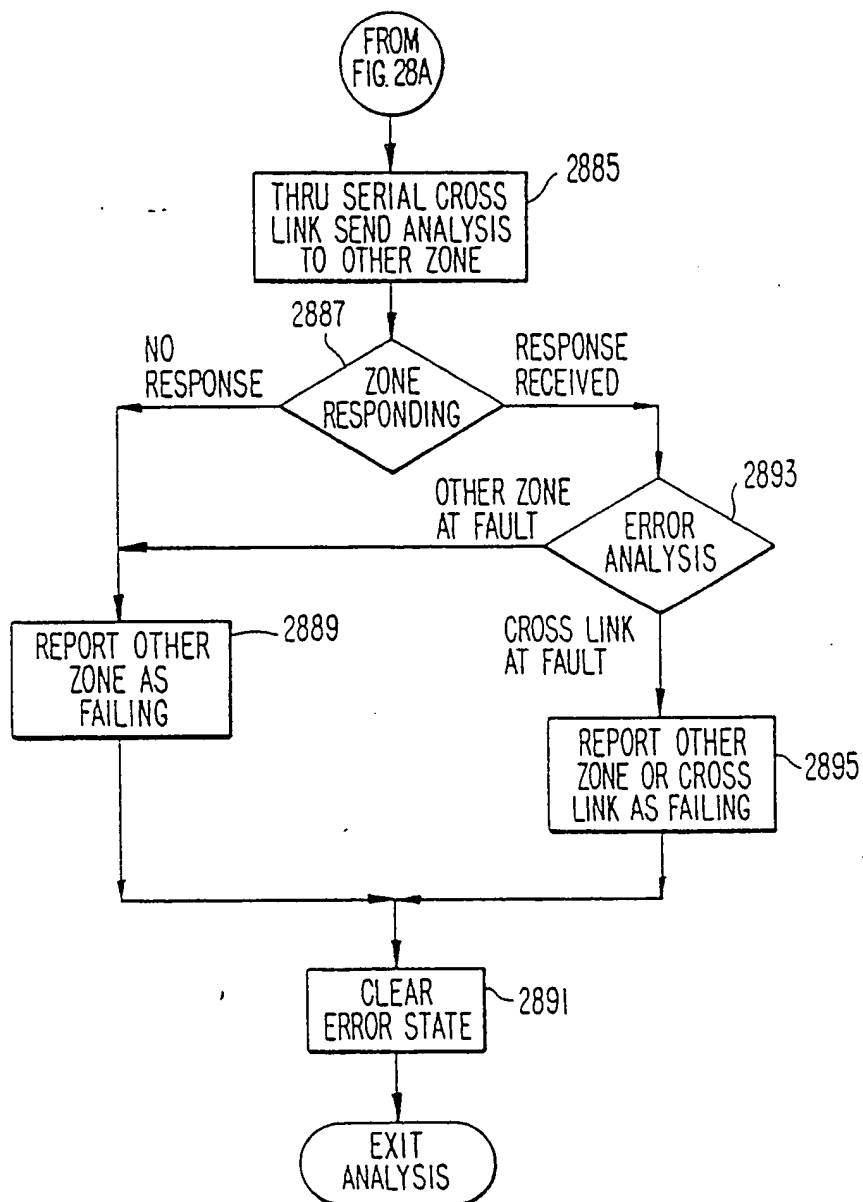 FROM
FIG. 28A
THRU SERIAL CROSS
LINK SEND ANALYSIS
TO OTHER ZONE
2885
2887
NO
RESPONSE
ZONE
RESPONDING
RESPONSE
RECEIVED
OTHER ZONE
AT FAULT
2893
ERROR
ANALYSIS
REPORT OTHER
ZONE AS
FAILING
2889
CROSS LINK
AT FAULT
REPORT OTHER
ZONE OR CROSS
LINK AS FAILING
2895
CLEAR
ERROR STATE
2891
EXIT
ANALYSIS